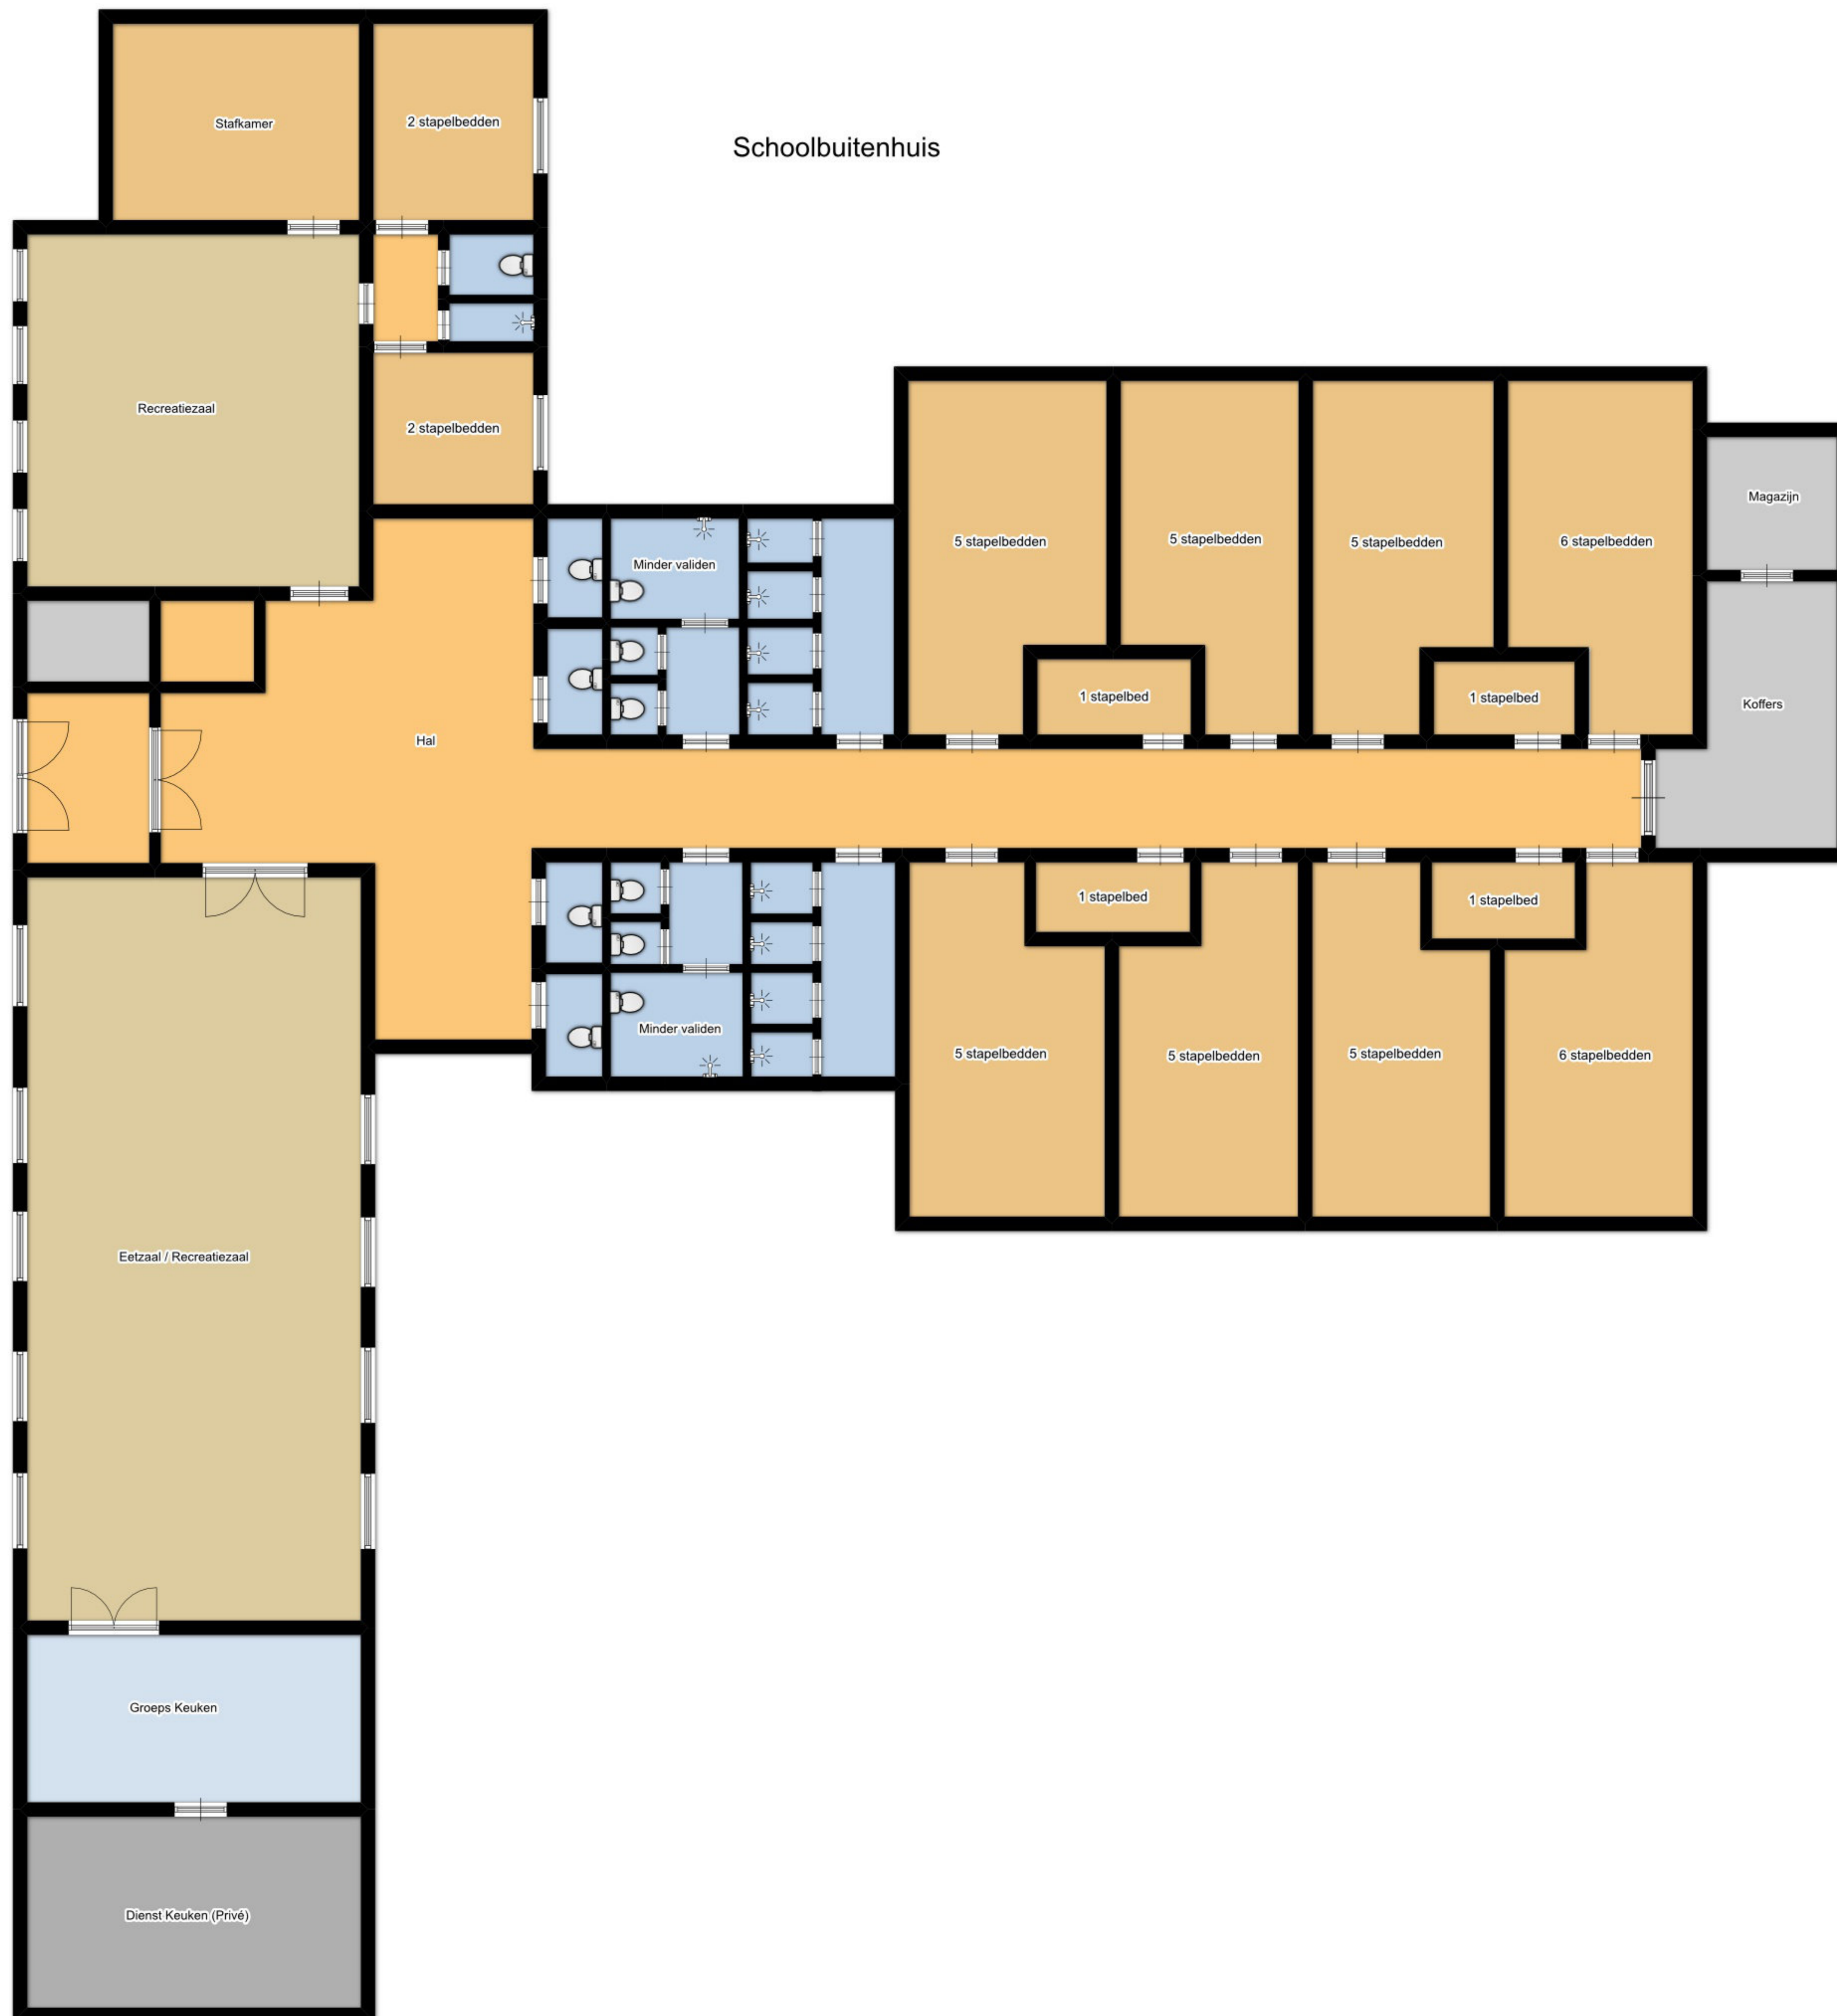 Schoolbuitenhuis
Stafkamer
2 stapelbedden
Recreatiezaal
2 stapelbedden
Minder validen
5 stapelbedden
5 stapelbedden
5 stapelbedden
6 stapelbedden
Magazijn
1 stapelbed
1 stapelbed
Koffers
Hal
1 stapelbed
1 stapelbed
Minder validen
5 stapelbedden
5 stapelbedden
5 stapelbedden
6 stapelbedden
Eetzaal / Recreatiezaal
Groeps Keuken
Dienst Keuken (Privé)